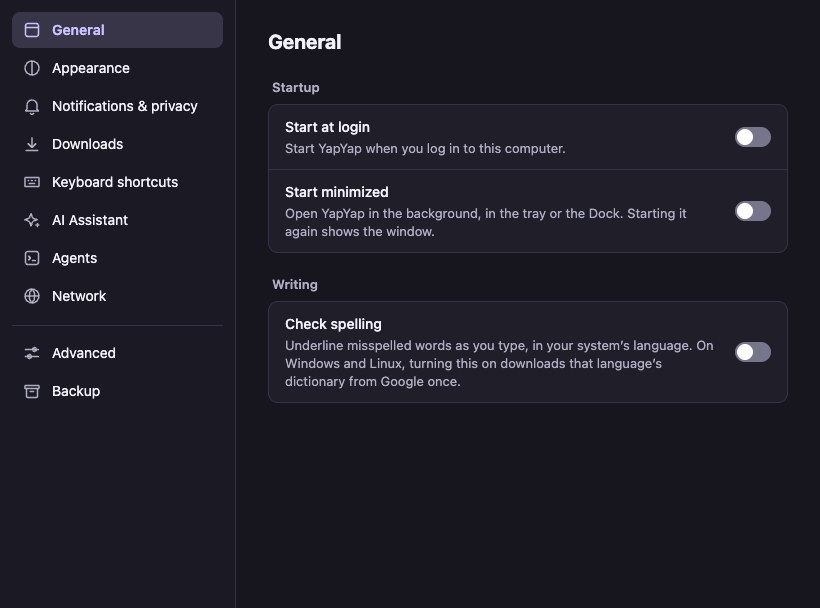 General
Appearance
Notifications & privacy
Downloads
Keyboard shortcuts
AI Assistant
Agents
Network
Advanced
Backup
General
Startup
Start at login
Start YapYap when you log in to this computer.
Start minimized
Open YapYap in the background, in the tray or the Dock. Starting it
again shows the window.
Writing
Check spelling
Underline misspelled words as you type, in your system’s language. On
Windows and Linux, turning this on downloads that language’s
dictionary from Google once.